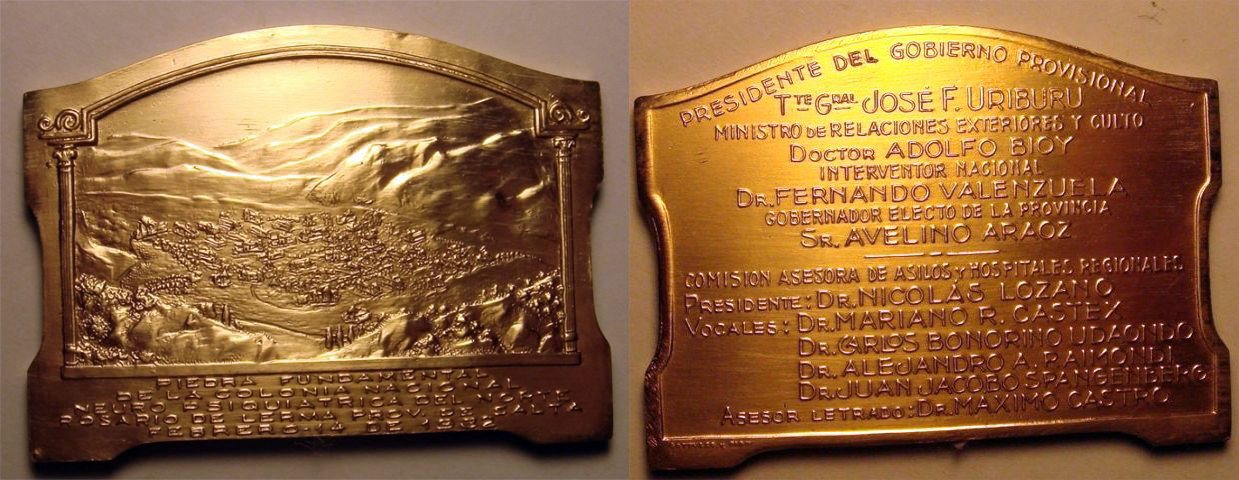 PIEDRA FUNDAMENTAL
DE LA COLONIA NACIONAL
NEURO PSIQUIATRICA DEL NORTE
ROSARIO DE LERMA PROV. DE SALTA
FEBRERO·14 DE 1932
PRESIDENTE DEL GOBIERNO PROVISIONAL
TTE GRAL JOSÉ F. URIBURU
MINISTRO DE RELACIONES EXTERIORES Y CULTO
DOCTOR ADOLFO BIOY
INTERVENTOR NACIONAL
DR. FERNANDO VALENZUELA
GOBERNADOR ELECTO DE LA PROVINCIA
SR. AVELINO ARAOZ
COMISION ASESORA DE ASILOS Y HOSPITALES REGIONALES
PRESIDENTE: DR. NICOLÁS LOZANO
VOCALES: DR. MARIANO R. CASTEX
DR. CARLOS BONORINO UDAONDO
DR. ALEJANDRO A. RAIMONDI
DR. JUAN JACOBO SPANGENBERG
ASESOR LETRADO: DR. MAXIMO CASTRO